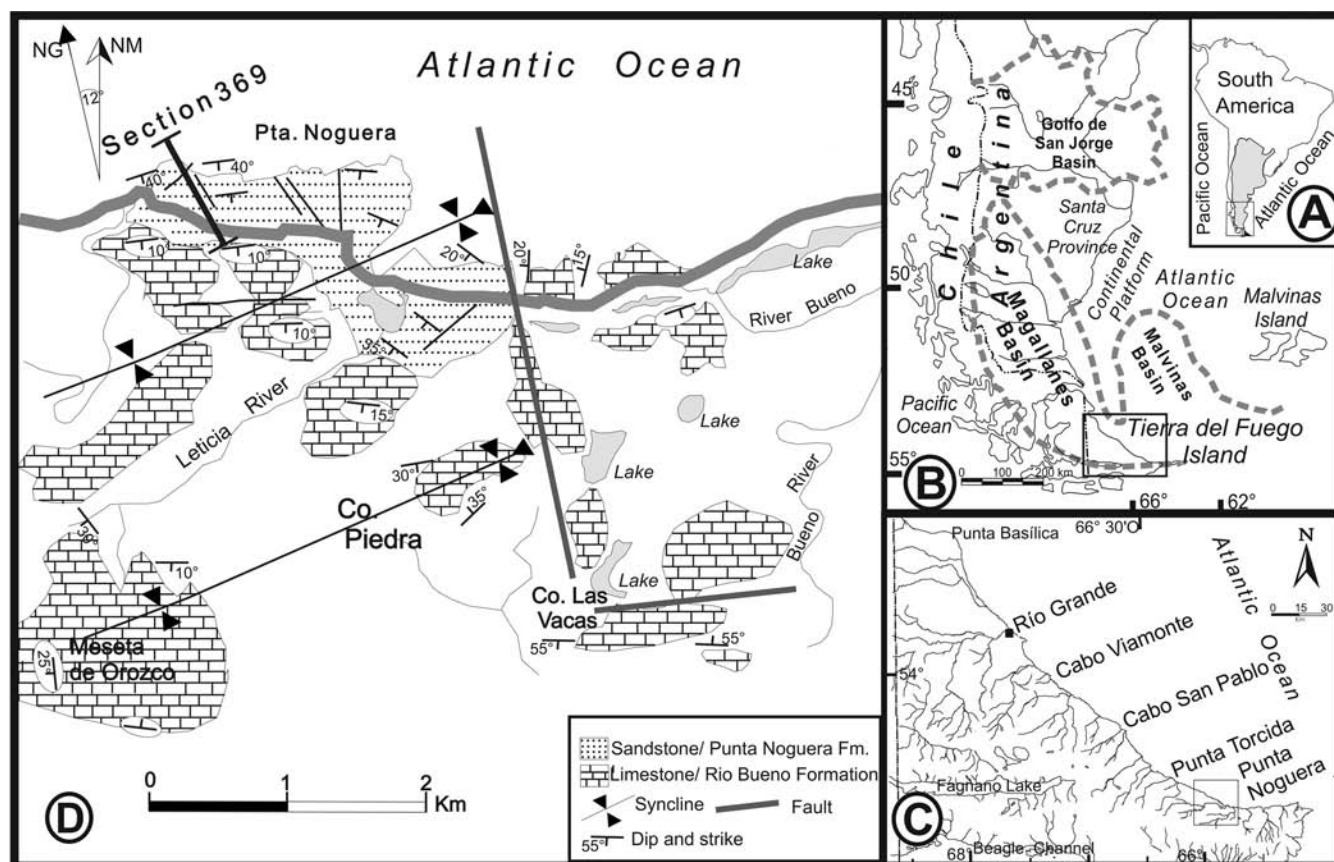 NG
NM
12°
Section 369
Atlantic Ocean
Pta. Noguera
40°
40°
10°
10°
20°
20°
15°
Lake
River Bueno
10°
35°
15°
Leticia River
Lake
Lake
30°
35°
Co.
Piedra
River Bueno
10°
Lake
Co. Las
Vacas
55°
55°
Meseta
de Orozco
25°
0 1 2
Km
D
Sandstone/ Punta Noguera Fm.
Limestone/ Rio Bueno Formation
Syncline
Fault
55°
Dip and strike
45°
50°
55°
Chile
Argentina
Golfo de
San Jorge
Basin
Santa
Cruz
Province
Continental
Platform
Atlantic
Ocean
Malvinas
Island
Magallanes
Basin
Malvinas
Basin
Pacific
Ocean
Tierra del Fuego
Island
0 100 200 km
66°
62°
B
South
America
Pacific Ocean
Atlantic Ocean
A
Punta Basílica
66° 30'O
N
Atlantic
Ocean
0 15 30
Km
Río Grande
Cabo Viamonte
54°
Cabo San Pablo
Punta Torcida
Punta
Noguera
Fagnano Lake
68°
Beagle Channel
66°
C